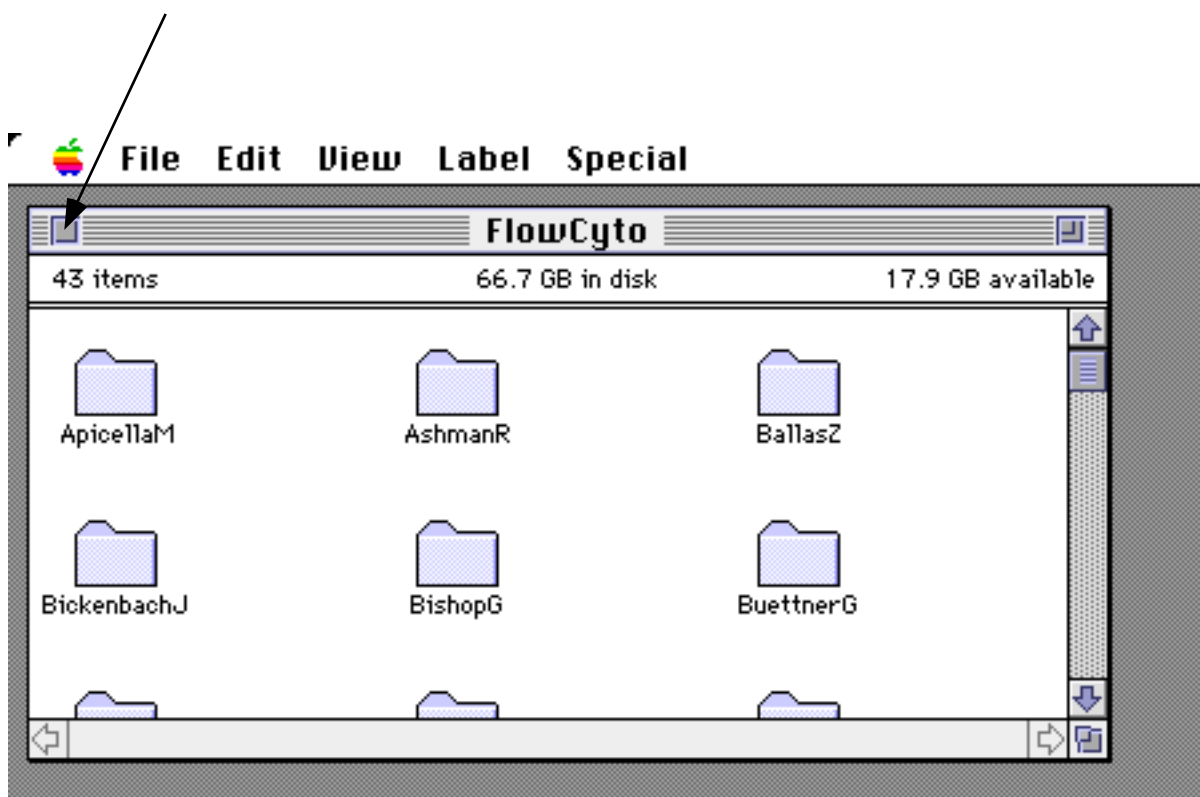 File Edit View Label Special
FlowCyto
43 items 66.7 GB in disk 17.9 GB available
ApicellaM AshmanR BallasZ
BickenbachJ BishopG BuettnerG